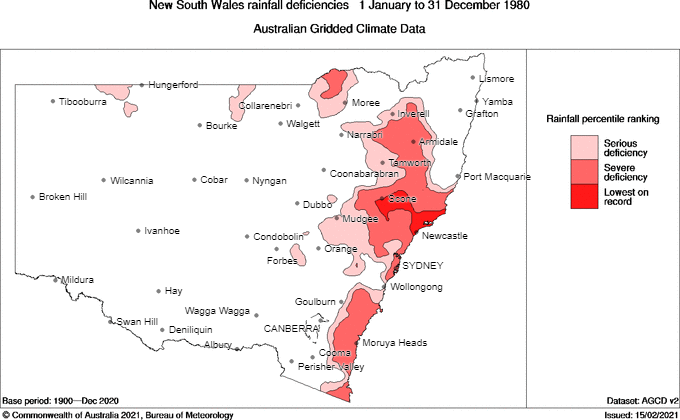 New South Wales rainfall deficiencies 1 January to 31 December 1980
Australian Gridded Climate Data
Hungerford
Lismore
Tibooburra
Collarenebri
Moree
Yamba
Inverell
Grafton
Bourke
Walgett
Narrabri
Armidale
Tamworth
Coonabarabran
Port Macquarie
Wilcannia
Cobar
Nyngan
Broken Hill
Scone
Dubbo
Mudgee
Ivanhoe
Condobolin
Newcastle
Orange
Forbes
SYDNEY
Mildura
Wollongong
Hay
Goulburn
Wagga Wagga
Swan Hill
Deniliquin
CANBERRA
Albury
Moruya Heads
Cooma
Perisher Valley
Rainfall percentile ranking
Serious
deficiency
Severe
deficiency
Lowest on
record
Base period: 1900—Dec 2020
Dataset: AGCD v2
© Commonwealth of Australia 2021, Bureau of Meteorology
Issued: 15/02/2021